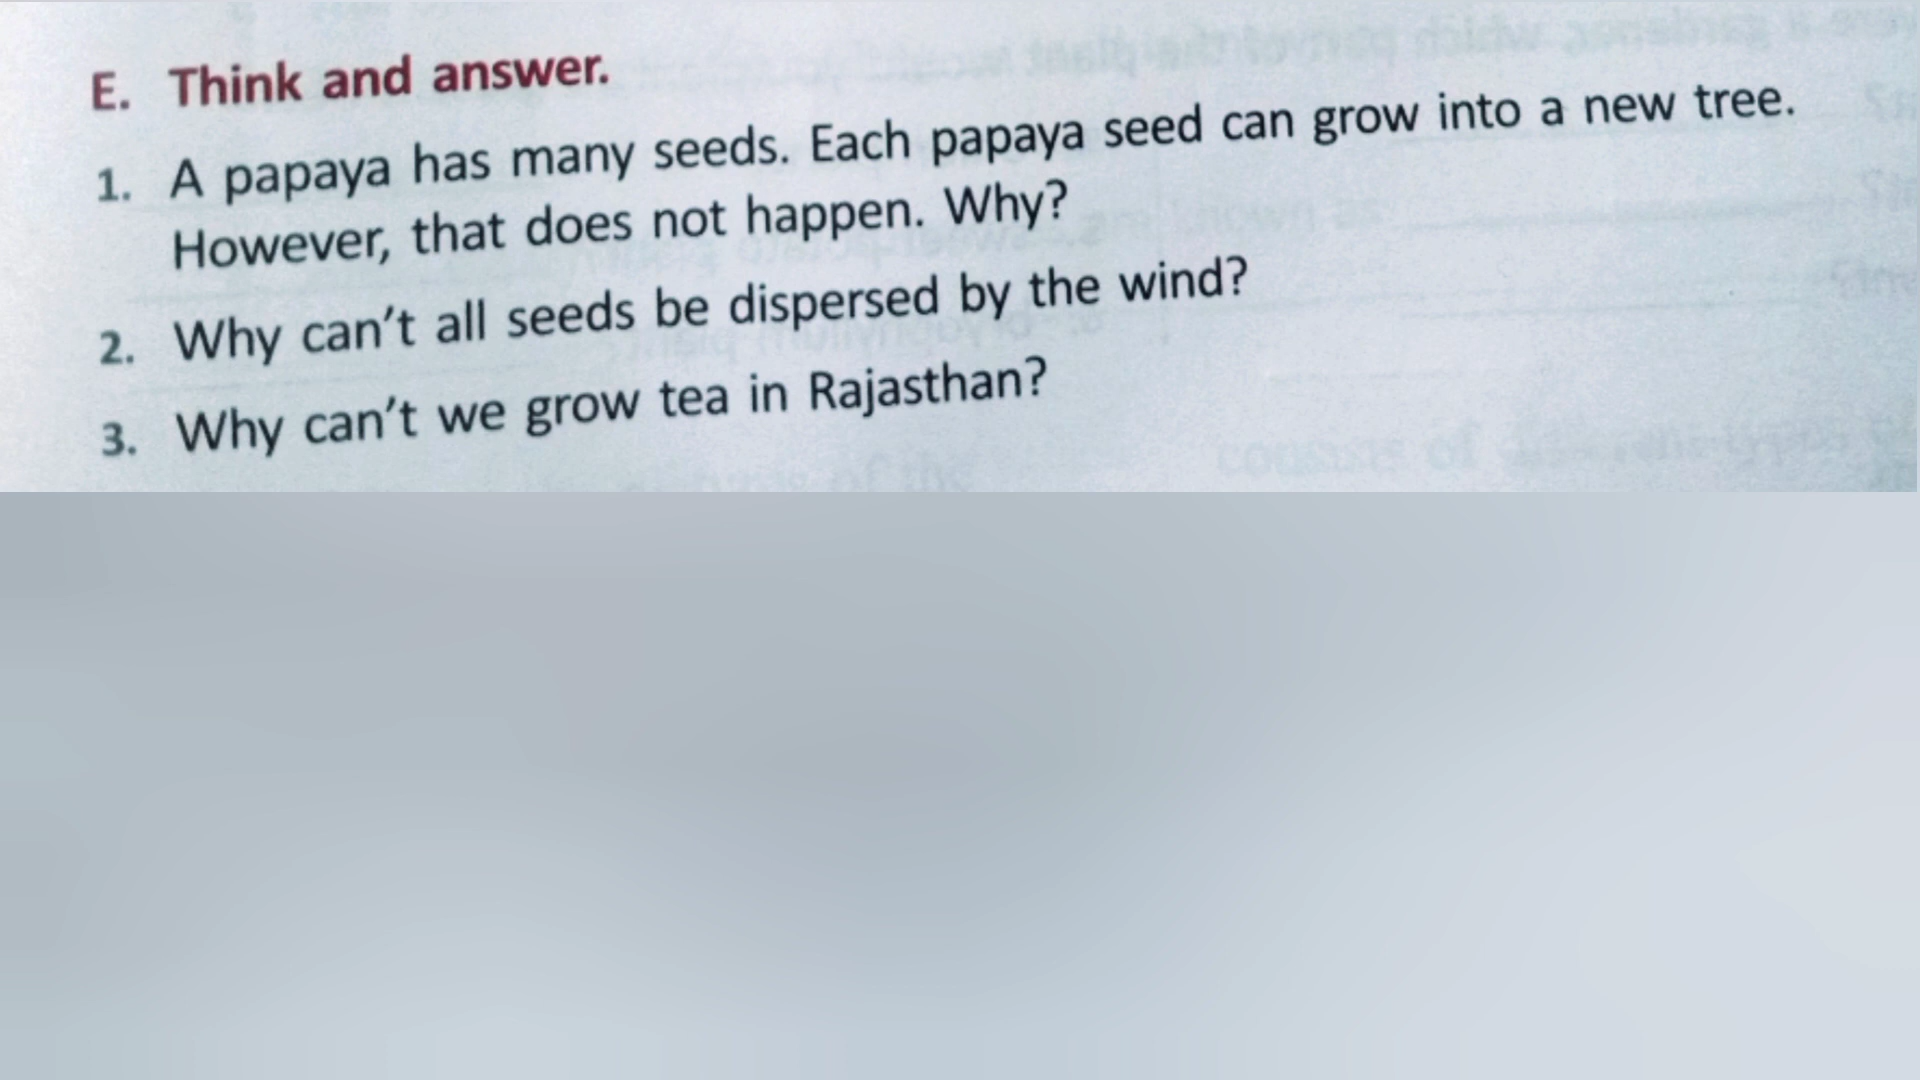 E. Think and answer.
1. A papaya has many seeds. Each papaya seed can grow into a new tree.
However, that does not happen. Why?
2. Why can't all seeds be dispersed by the wind?
3. Why can't we grow tea in Rajasthan?